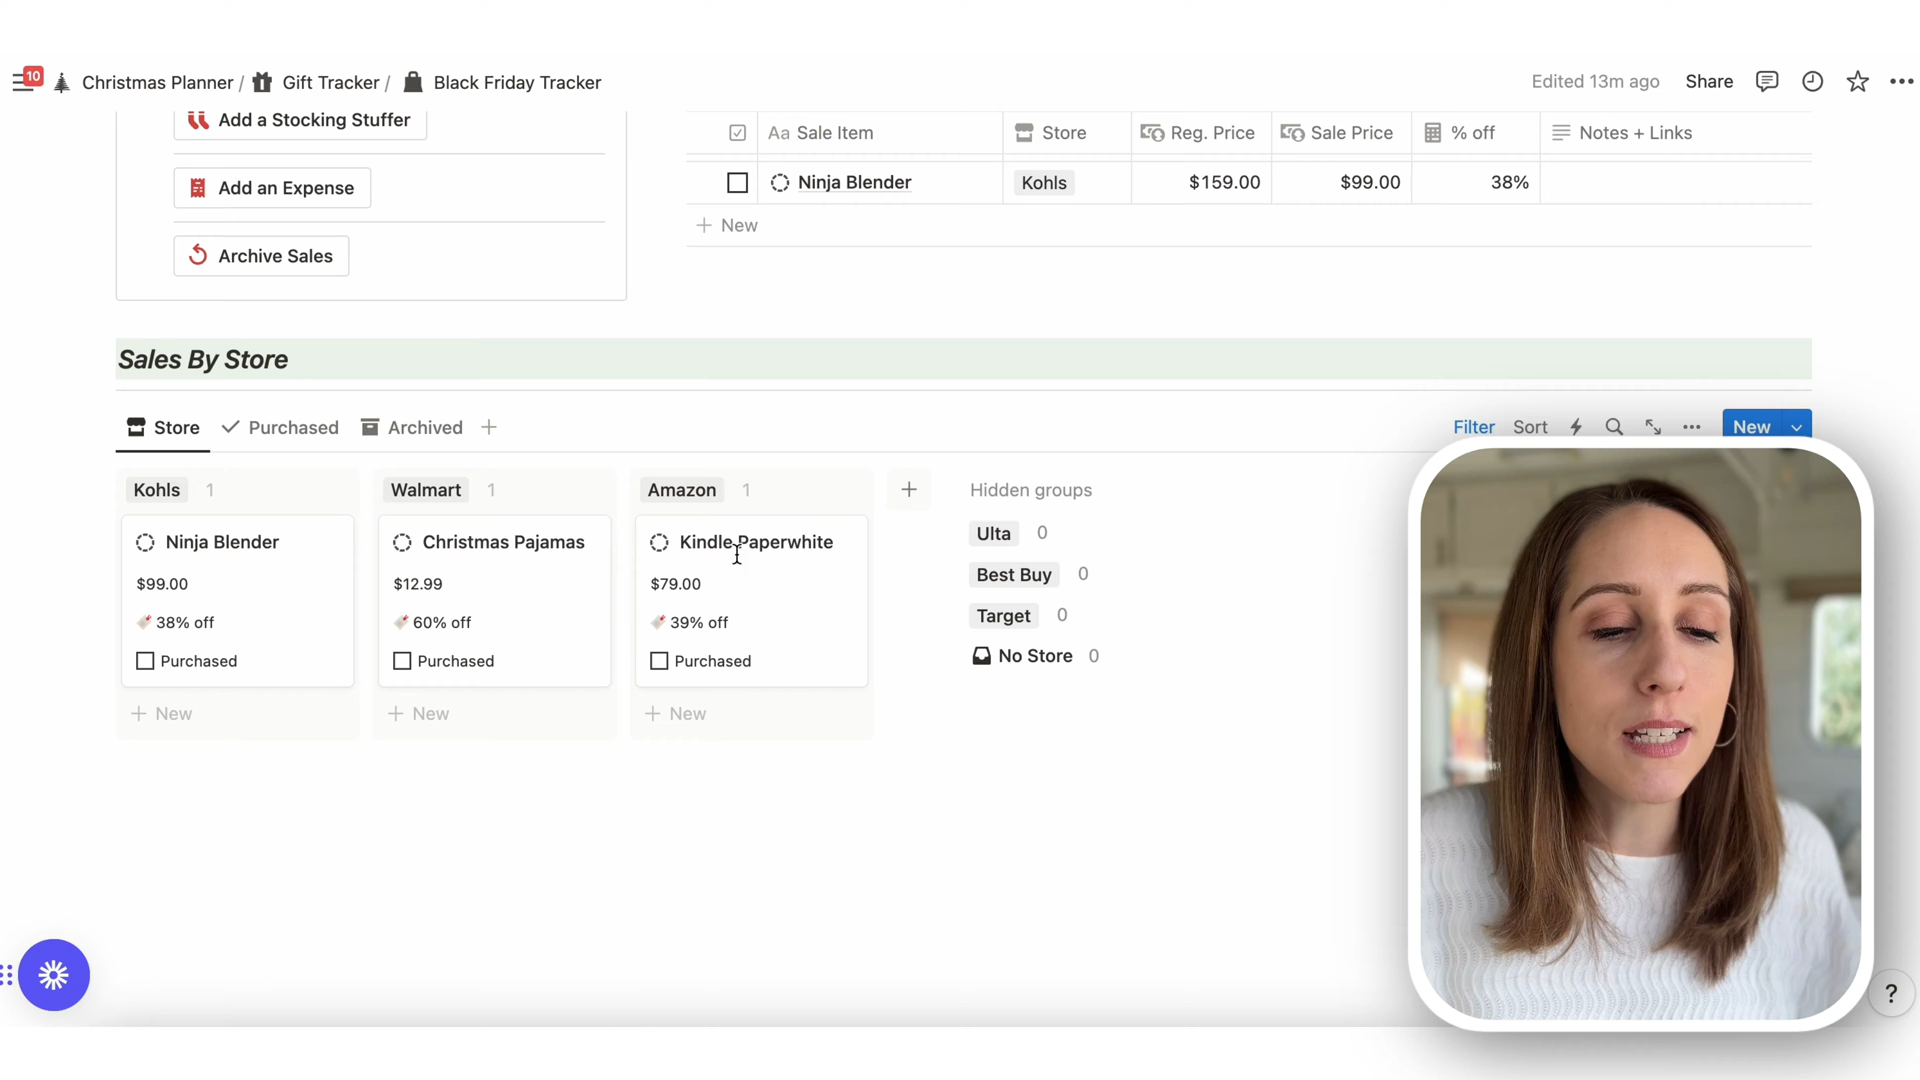 10 Christmas Planner / Gift Tracker / Black Friday Tracker Edited 13m ago Share
Add a Stocking Stuffer
Add an Expense
Archive Sales
Aa Sale Item Store Reg. Price Sale Price % off Notes + Links
Ninja Blender Kohls $159.00 $99.00 38%
+ New
Sales By Store
Store Purchased Archived + Filter Sort New
Kohls 1
Ninja Blender
$99.00
38% off
Purchased
+ New
Walmart 1
Christmas Pajamas
$12.99
60% off
Purchased
+ New
Amazon 1
Kindle Paperwhite
$79.00
39% off
Purchased
+ New
+
Hidden groups
Ulta 0
Best Buy 0
Target 0
No Store 0
?